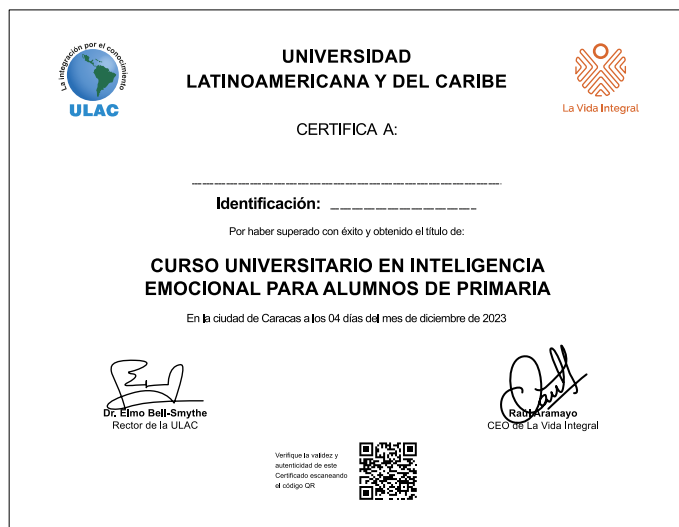 La integración por el conocimiento
ULAC
UNIVERSIDAD
LATINOAMERICANA Y DEL CARIBE
La Vida Integral
CERTIFICA A:
Identificación:
Por haber superado con éxito y obtenido el título de:
CURSO UNIVERSITARIO EN INTELIGENCIA
EMOCIONAL PARA ALUMNOS DE PRIMARIA
En la ciudad de Caracas a los 04 días del mes de diciembre de 2023
Dr. Elmo Bell-Smythe
Rector de la ULAC
Raúl Aramayo
CEO de La Vida Integral
Verifique la validez y
autenticidad de este
Certificado escaneando
el código QR